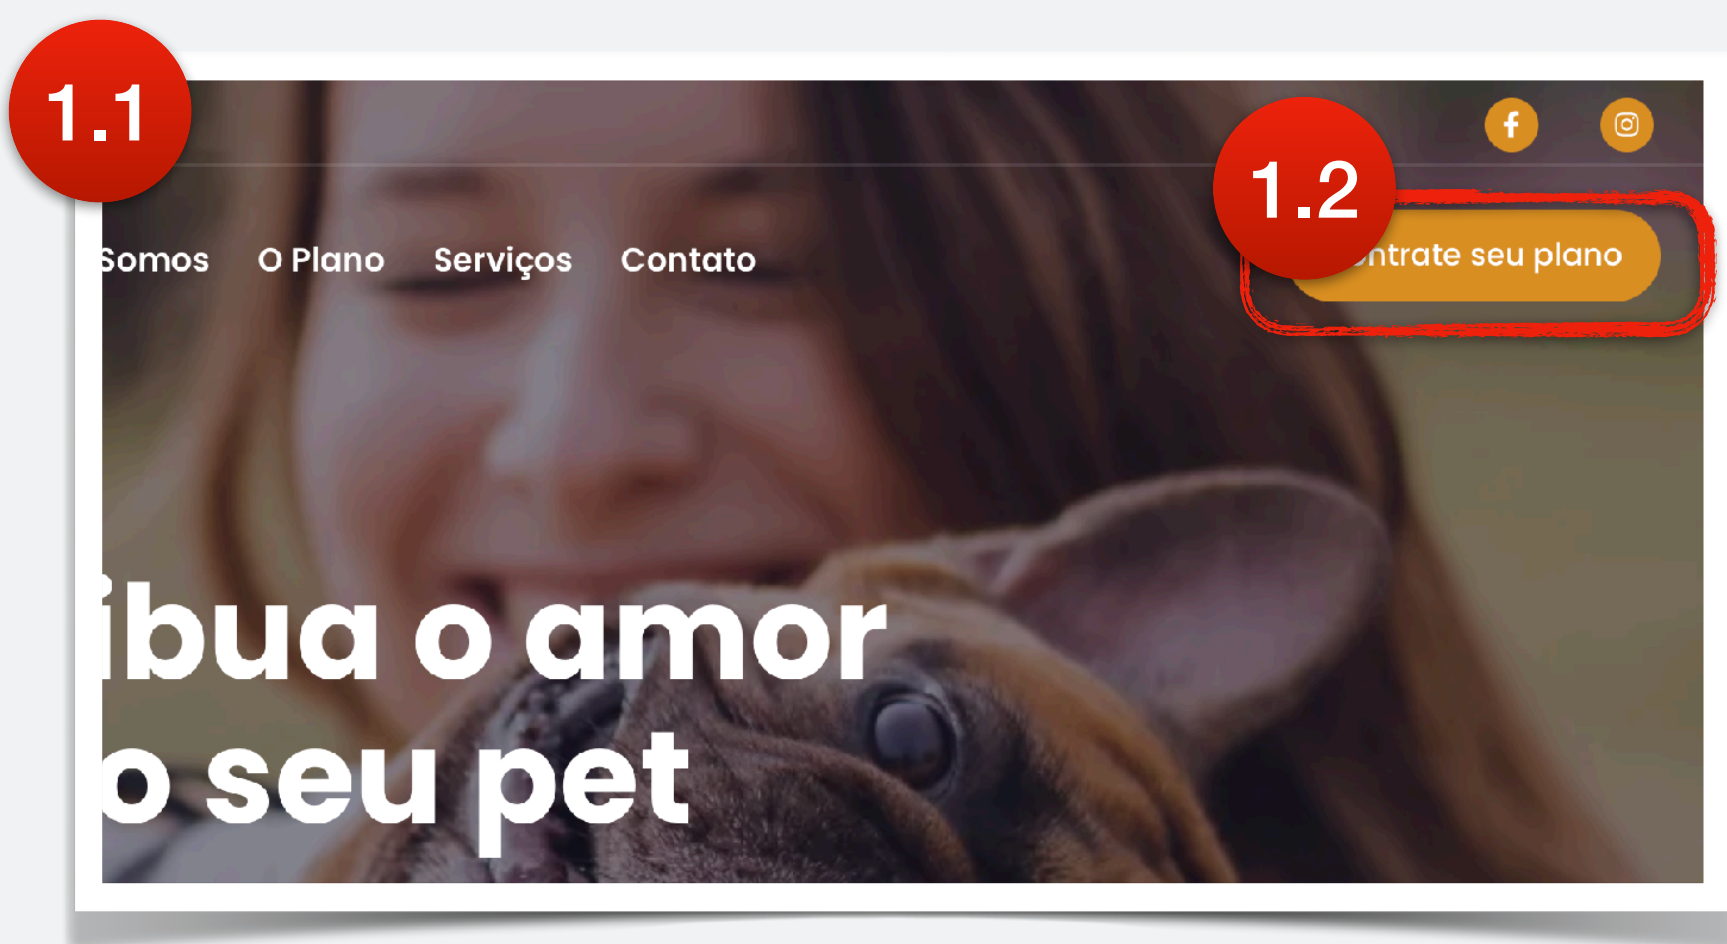 1.1
1.2
Somos O Plano Serviços Contato
ntrate seu plano
ibua o amor
o seu pet